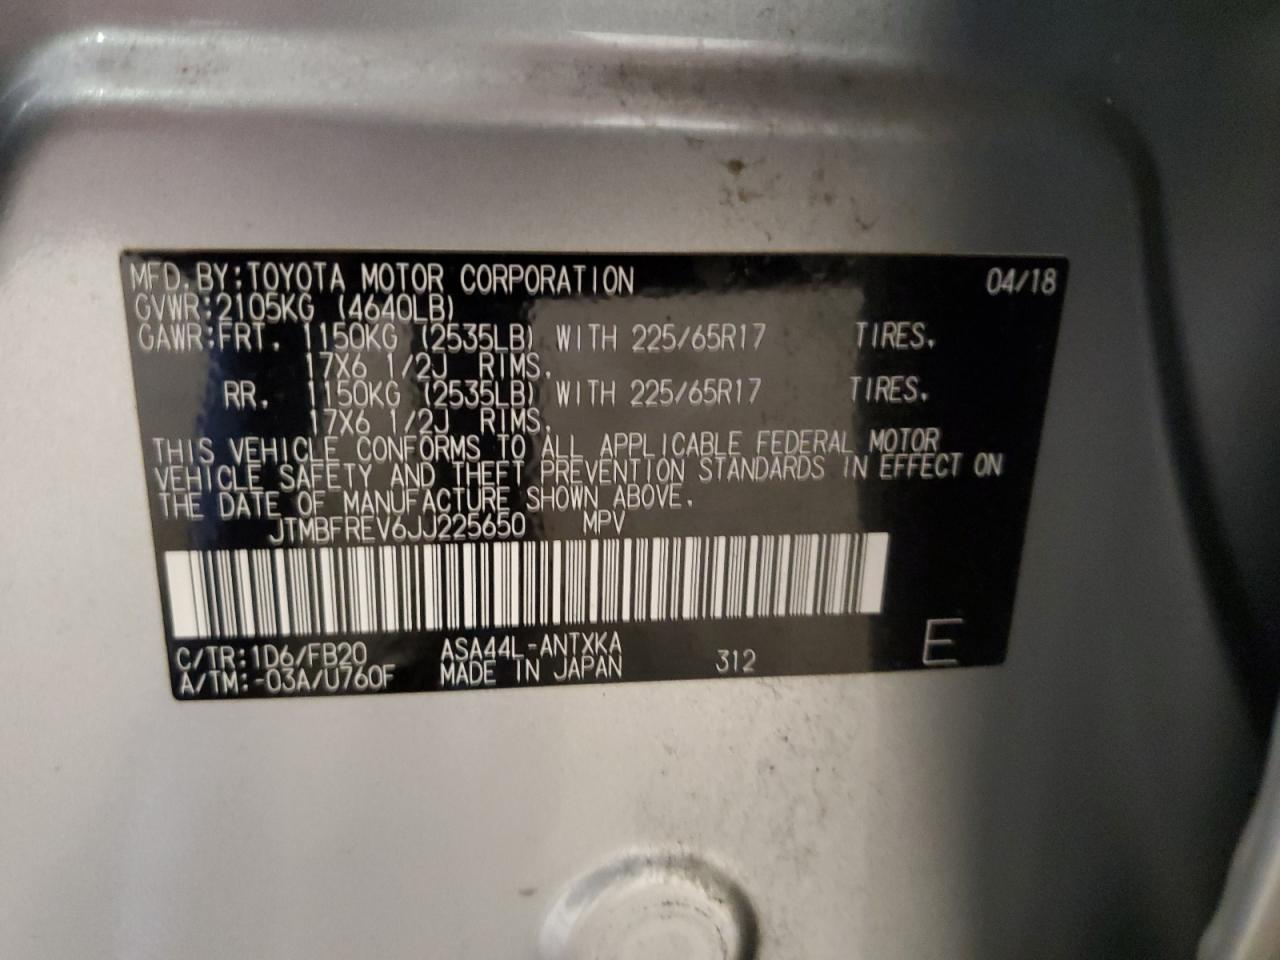 MFD. BY: TOYOTA MOTOR CORPORATION 04/18
GVWR: 2105KG (4640LB)
GAWR: FRT. 1150KG (2535LB) WITH 225/65R17 TIRES,
17X6 1/2J RIMS.
RR. 1150KG (2535LB) WITH 225/65R17 TIRES.
17X6 1/2J RIMS.
THIS VEHICLE CONFORMS TO ALL APPLICABLE FEDERAL MOTOR
VEHICLE SAFETY AND THEFT PREVENTION STANDARDS IN EFFECT ON
THE DATE OF MANUFACTURE SHOWN ABOVE.
JTMBFREV6JJ225650 MPV
C/TR: 1D6/FB20 ASA44L-ANTXKA 312 E
A/TM: -03A/U760F MADE IN JAPAN